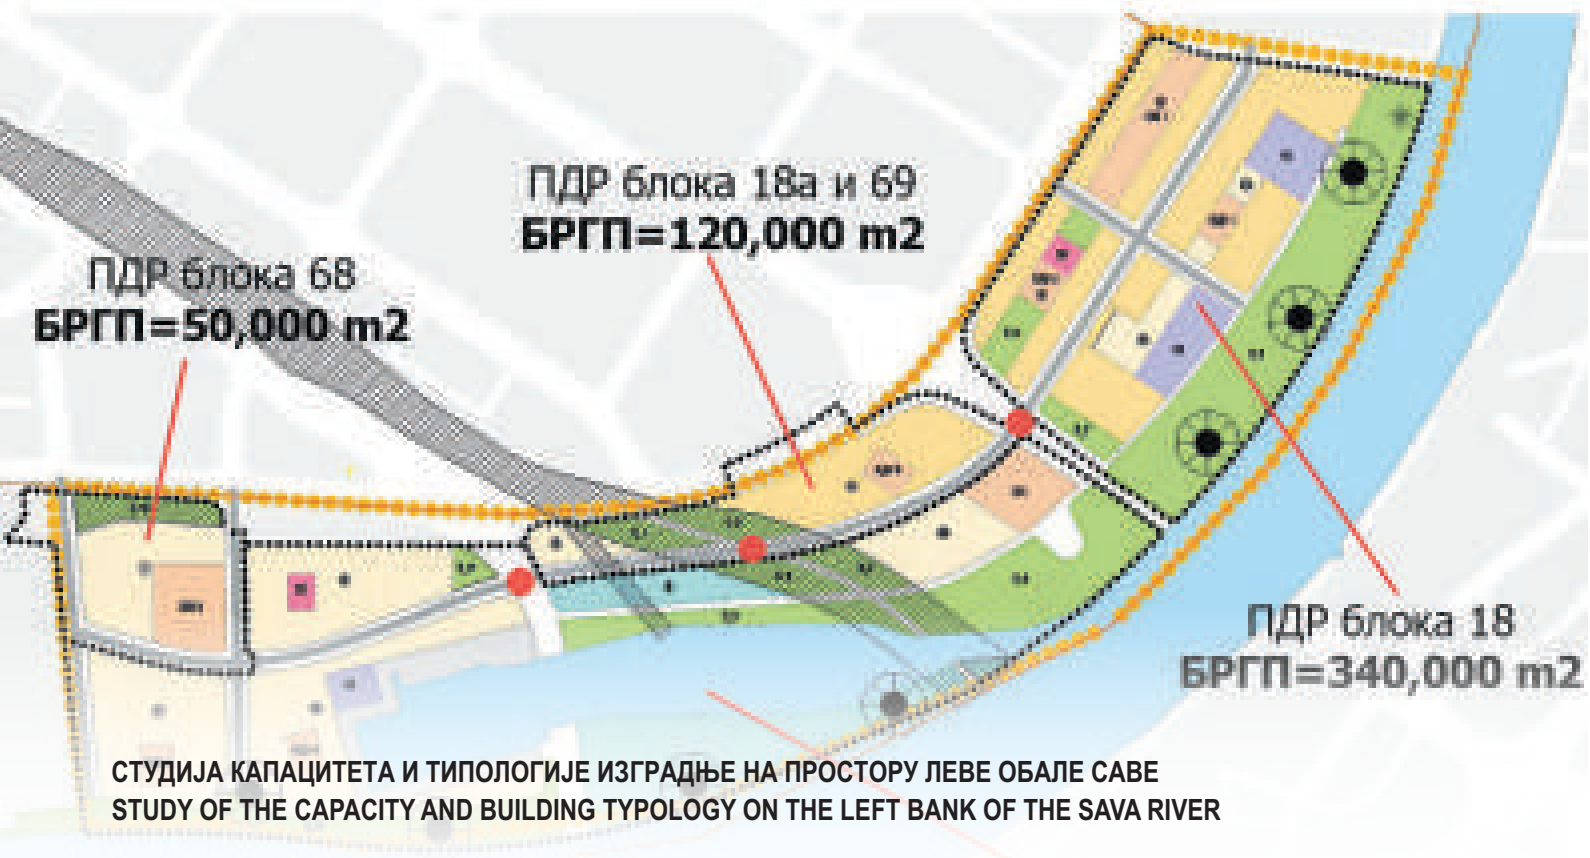 ПДР блока 18а и 69
БРГП=120,000 m2
ПДР блока 68
БРГП=50,000 m2
ПДР блока 18
БРГП=340,000 m2
СТУДИЈА КАПАЦИТЕТА И ТИПОЛОГИЈЕ ИЗГРАДЊЕ НА ПРОСТОРУ ЛЕВЕ ОБАЛЕ САВЕ
STUDY OF THE CAPACITY AND BUILDING TYPOLOGY ON THE LEFT BANK OF THE SAVA RIVER